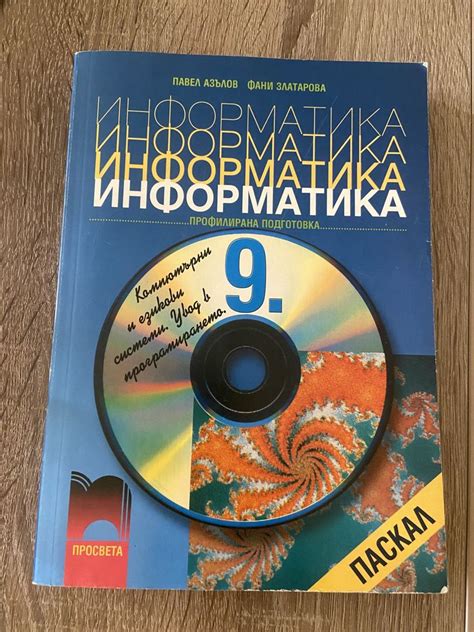 ПАВЕЛ АЗЪЛОВ ФАНИ ЗЛАТАРОВА
ИНФОРМАТИКА
ИНФОРМАТИКА
ИНФОРМАТИКА
ИНФОРМАТИКА
ПРОФИЛИРАНА ПОДГОТОВКА
9.
Компютърни
и езикови
системи. Увод в
програмирането.
ПРОСВЕТА
ПАСКАЛ